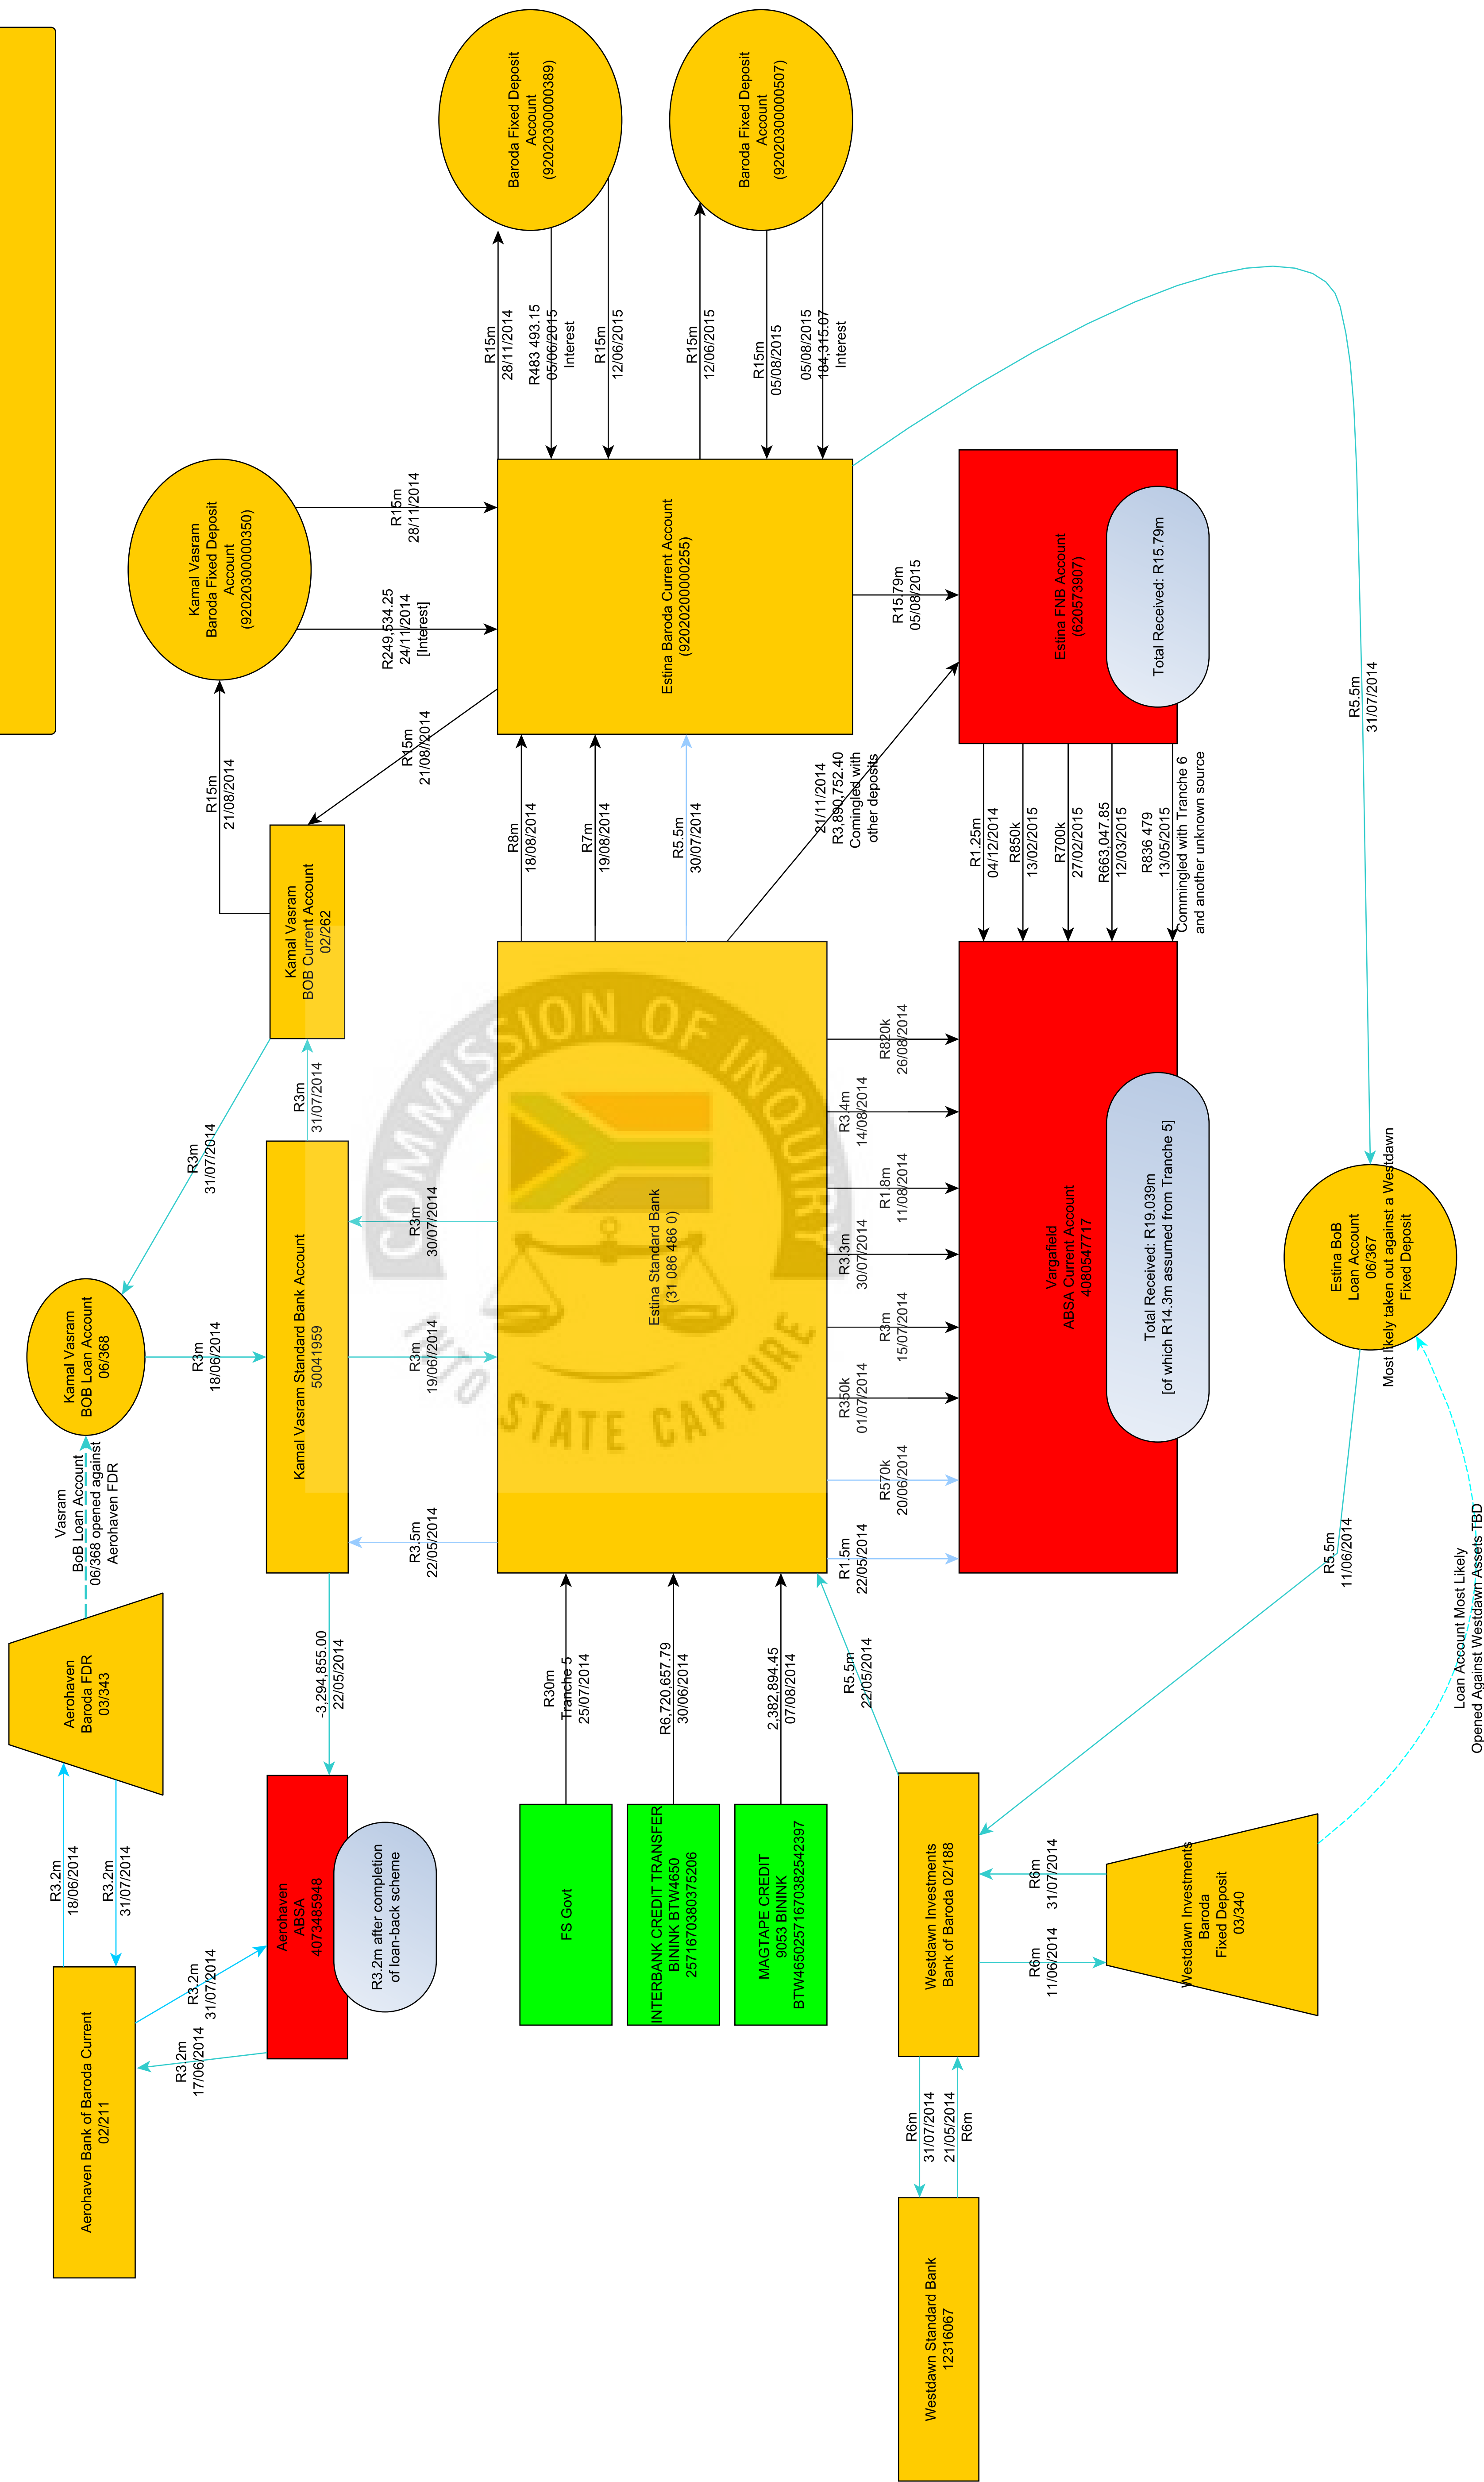 Aerohaven Bank of Baroda Current
02/211
R3.2m
18/06/2014
R3.2m
31/07/2014
Aerohaven
Baroda FDR
03/343
Vasram
BoB Loan Account
06/368 opened against
Aerohaven FDR
Kamal Vasram
BOB Loan Account
06/368
R3m
31/07/2014
R3m
18/06/2014
R3.2m
17/06/2014
R3.2m
31/07/2014
Aerohaven
ABSA
4073485948
R3.2m after completion
of loan-back scheme
-3,294,855.00
22/05/2014
Kamal Vasram Standard Bank Account
50041959
R3m
31/07/2014
Kamal Vasram
BOB Current Account
02/262
R15m
21/08/2014
Kamal Vasram
Baroda Fixed Deposit
Account
(92020300000350)
R249,534.25
24/11/2014
[Interest]
R15m
28/11/2014
R15m
21/08//2014
R3.5m
22/05/2014
R3m
19/06//2014
R3m
30/07/2014
FS Govt
R30m
Tranche 5
25/07/2014
INTERBANK CREDIT TRANSFER
BININK BTW4650
2571670380375206
R6,720,657.79
30/06/2014
MAGTAPE CREDIT
9053 BININK
BTW46502571670382542397
2,382,894.45
07/08/2014
Estina Standard Bank
(31 086 486 0)
COMMISSION OF INQUIRY
INTO STATE CAPTURE
R8m
18/08/2014
R7m
19/08/2014
R5.5m
30/07/2014
21/11/2014
R3,890,752.40
Comingled with
other deposits
Estina Baroda Current Account
(92020200000255)
R15m
28/11/2014
R483 493.15
05/06/2015
Interest
R15m
12/06/2015
Baroda Fixed Deposit
Account
(92020300000389)
R15m
12/06/2015
R15m
05/08/2015
05/08/2015
184,315.07
Interest
Baroda Fixed Deposit
Account
(92020300000507)
R1.5m
22/05/2014
R570k
20/06/2014
R350k
01/07/2014
R3m
15/07/2014
R3.3m
30/07/2014
R1.8m
11/08/2014
R3.4m
14/08/2014
R820k
26/08/2014
R15.79m
05/08/2015
Vargafield
ABSA Current Account
4080547717
Total Received: R19.039m
[of which R14.3m assumed from Tranche 5]
R1.25m
04/12/2014
R850k
13/02/2015
R700k
27/02/2015
R663,047.85
12/03/2015
R836 479
13/05/2015
Commingled with Tranche 6
and another unknown source
Estina FNB Account
(620573907)
Total Received: R15.79m
Westdawn Standard Bank
12316067
R6m
31/07/2014
21/05/2014
R6m
Westdawn Investments
Bank of Baroda 02/188
R5.5m
22/05/2014
R6m
11/06/2014
R6m
31/07/2014
Westdawn Investments
Baroda
Fixed Deposit
03/340
R5.5m
11/06/2014
Estina BoB
Loan Account
06/367
Most likely taken out against a Westdawn
Fixed Deposit
R5.5m
31/07/2014
Loan Account Most Likely
Opened Against Westdawn Assets TBD